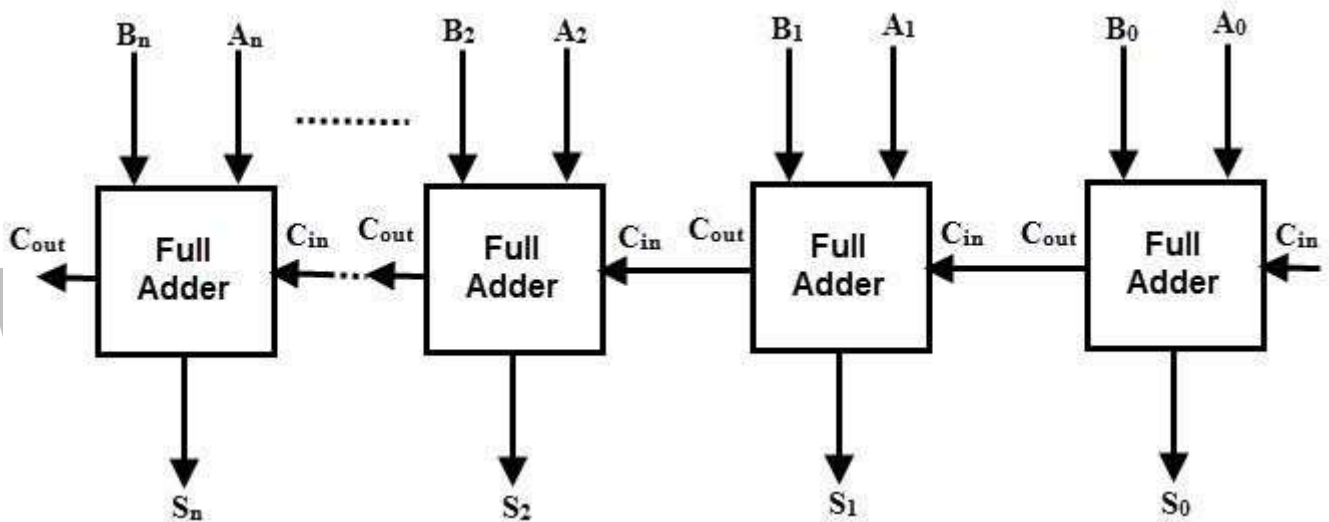 Bn An B2 A2 B1 A1 B0 A0
Cout Full Adder Cin Cout Full Adder Cin Cout Full Adder Cin Cout Full Adder Cin
Sn S2 S1 S0